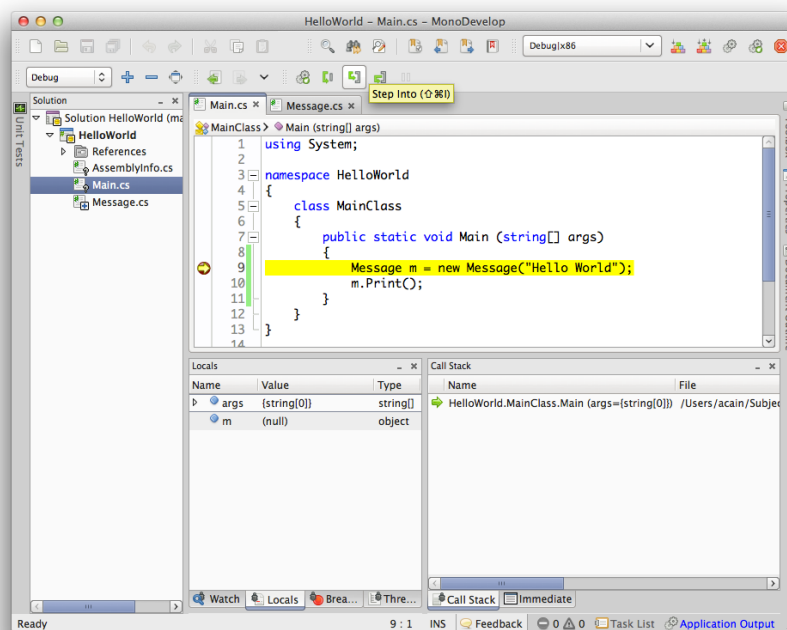 HelloWorld – Main.cs – MonoDevelop
Debug|x86
Debug
Step Into (⇧⌘I)
Unit Tests
Solution
Solution HelloWorld (ma
HelloWorld
References
AssemblyInfo.cs
Main.cs
Message.cs
Main.cs × Message.cs ×
MainClass Main (string[] args)
1 using System;
2
3 namespace HelloWorld
4 {
5 class MainClass
6 {
7 public static void Main (string[] args)
8 {
9 Message m = new Message("Hello World");
10 m.Print();
11 }
12 }
13 }
14
Locals
Name Value Type
args {string[0]} string[]
m (null) object
Watch Locals Brea... Thre...
Call Stack
Name File
HelloWorld.MainClass.Main (args={string[0]}) /Users/acain/Subjec
Call Stack Immediate
Ready 9 : 1 INS Feedback 0 0 Task List Application Output